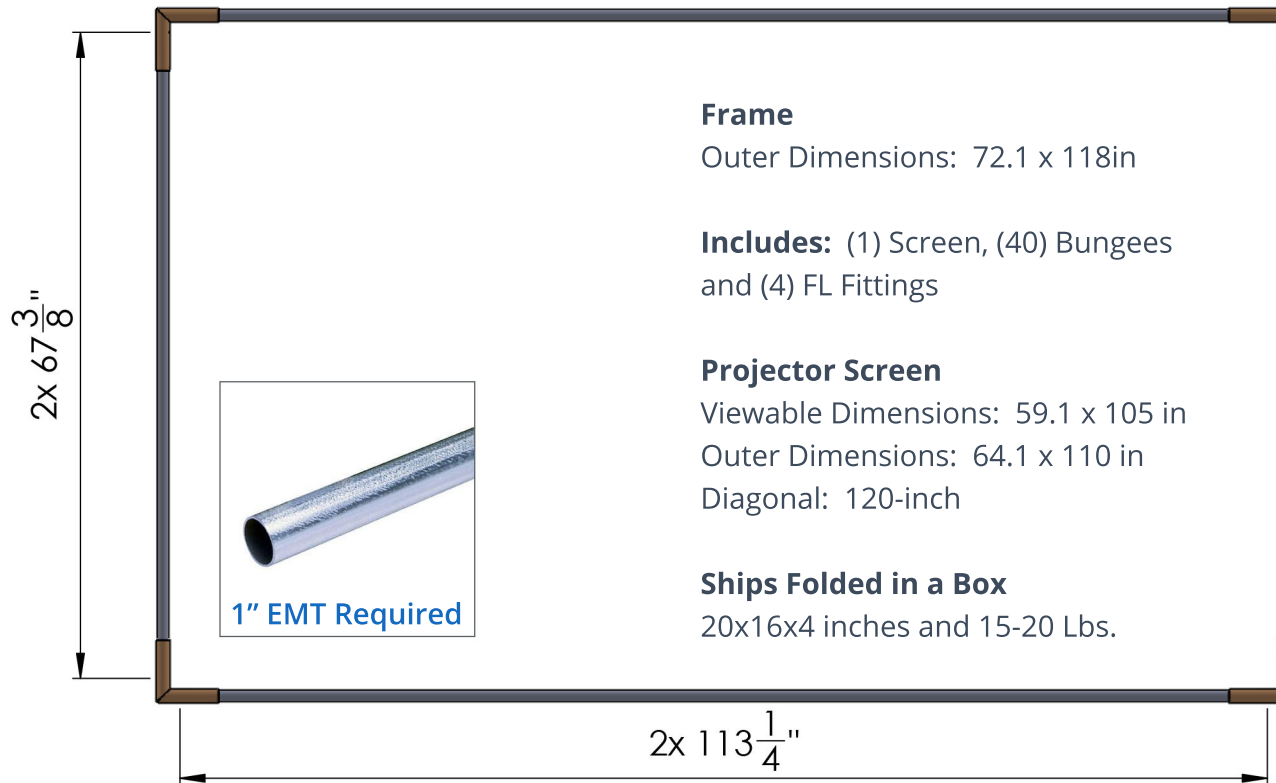 Frame
Outer Dimensions: 72.1 x 118in
Includes: (1) Screen, (40) Bungees
and (4) FL Fittings
2x 67 3/8"
Projector Screen
Viewable Dimensions: 59.1 x 105 in
Outer Dimensions: 64.1 x 110 in
Diagonal: 120-inch
Ships Folded in a Box
20x16x4 inches and 15-20 Lbs.
1” EMT Required
2x 113 1/4"